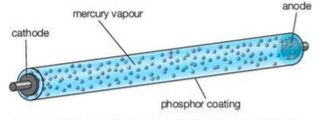 anode
mercury vapour
cathode
phosphor coating